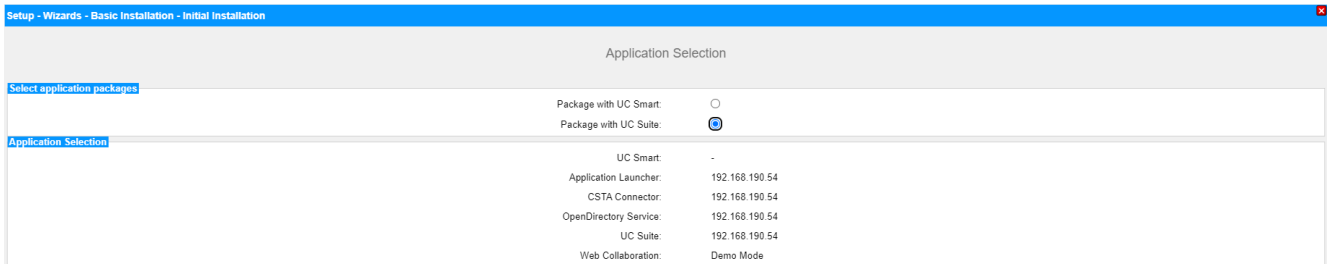 Setup - Wizards - Basic Installation - Initial Installation
Application Selection
Select application packages
Package with UC Smart:
Package with UC Suite:
Application Selection
UC Smart: -
Application Launcher: 192.168.190.54
CSTA Connector: 192.168.190.54
OpenDirectory Service: 192.168.190.54
UC Suite: 192.168.190.54
Web Collaboration: Demo Mode